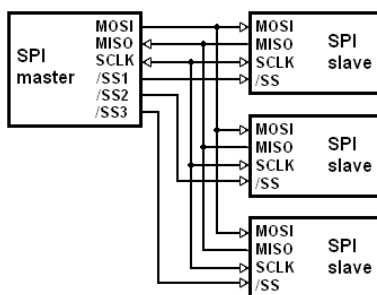 SPI
master
MOSI
MISO
SCLK
/SS1
/SS2
/SS3
MOSI
MISO
SCLK
/SS
SPI
slave
MOSI
MISO
SCLK
/SS
SPI
slave
MOSI
MISO
SCLK
/SS
SPI
slave